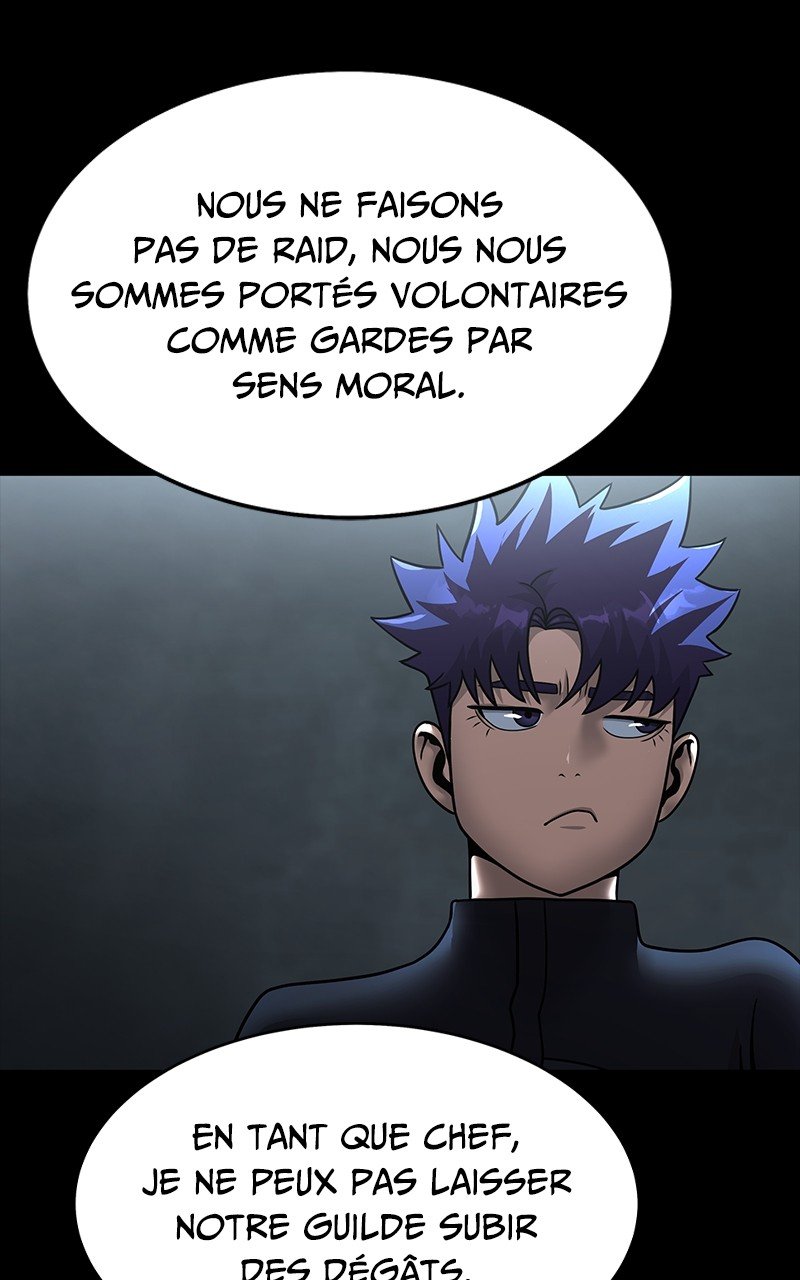 NOUS NE FAISONS
PAS DE RAID, NOUS NOUS
SOMMES PORTÉS VOLONTAIRES
COMME GARDES PAR
SENS MORAL.
EN TANT QUE CHEF,
JE NE PEUX PAS LAISSER
NOTRE GUILDE SUBIR
DES DÉGÂTS.